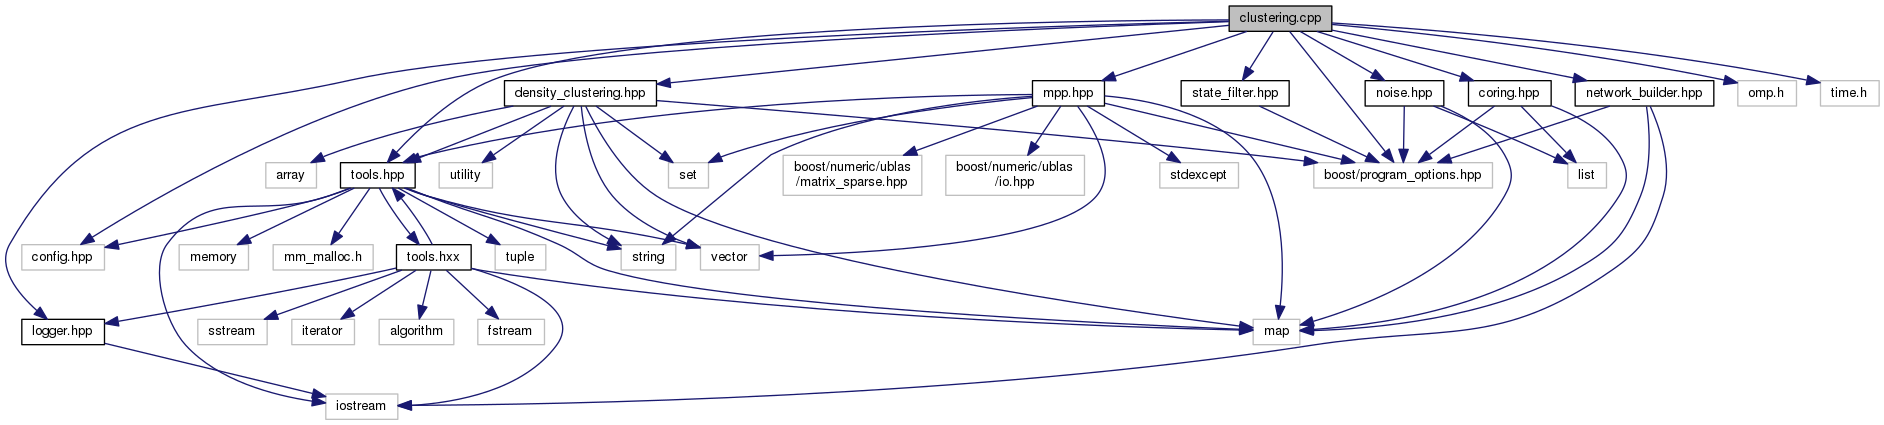 clustering.cpp
density_clustering.hpp
mpp.hpp
state_filter.hpp
noise.hpp
coring.hpp
network_builder.hpp
omp.h
time.h
array
tools.hpp
utility
set
boost/numeric/ublas
/matrix_sparse.hpp
boost/numeric/ublas
/io.hpp
stdexcept
boost/program_options.hpp
list
config.hpp
memory
mm_malloc.h
tools.hxx
tuple
string
vector
logger.hpp
sstream
iterator
algorithm
fstream
map
iostream